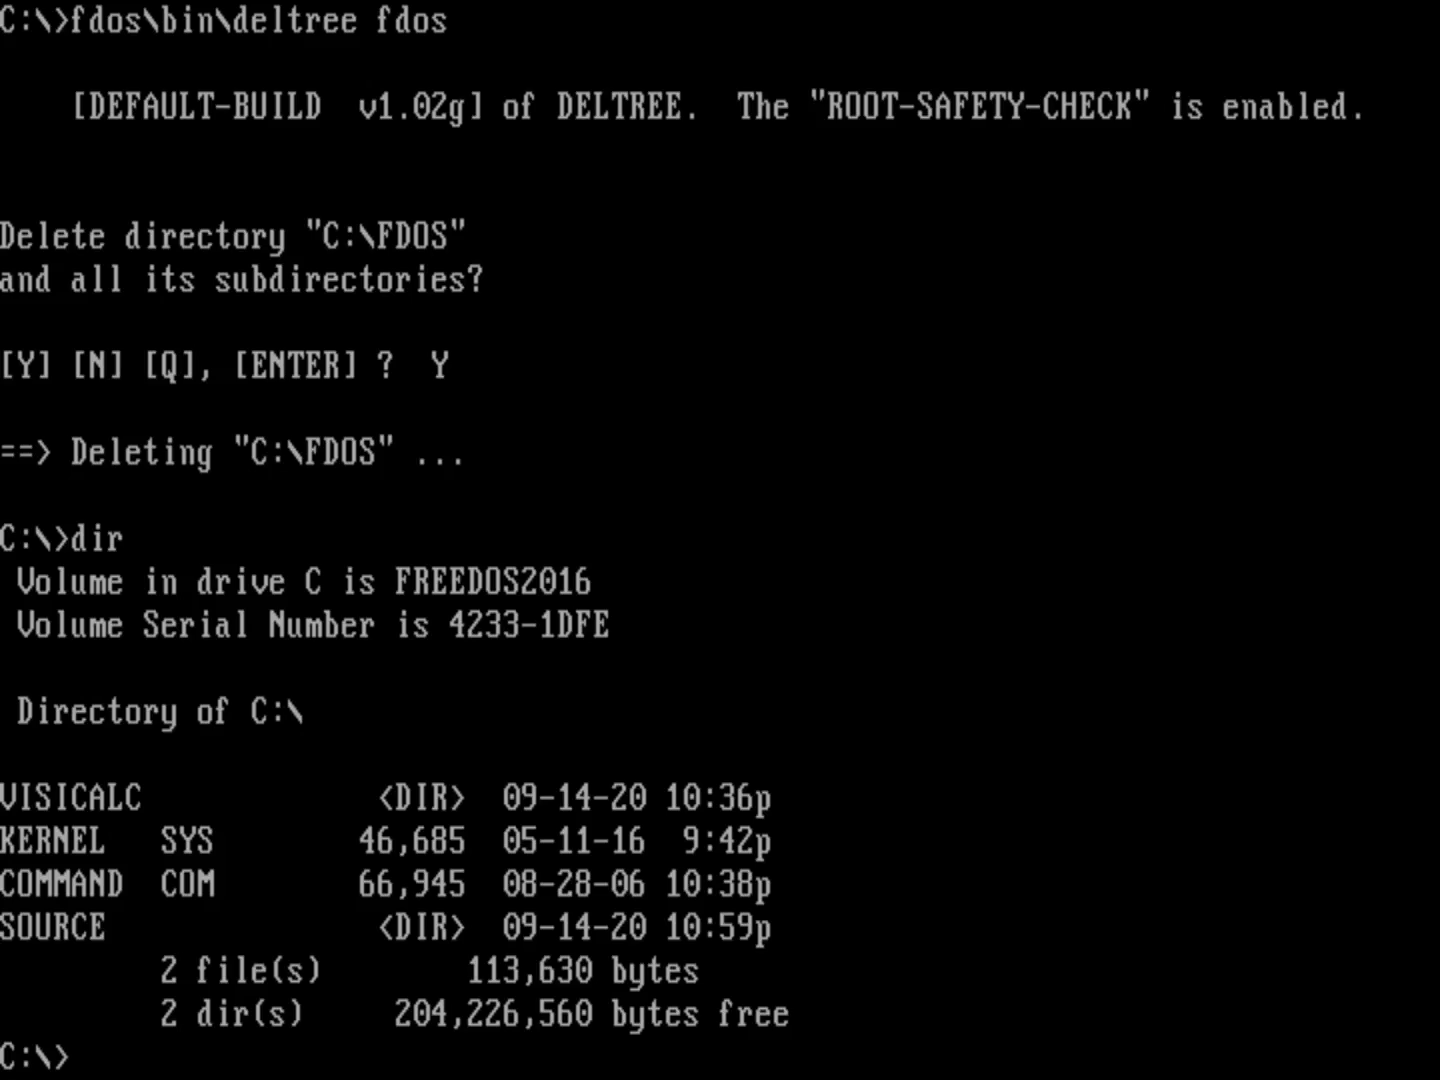 C:\>fdos\bin\deltree fdos
[DEFAULT-BUILD  v1.02g] of DELTREE.  The "ROOT-SAFETY-CHECK" is enabled.
Delete directory "C:\FDOS"
and all its subdirectories?
[Y] [N] [Q], [ENTER] ?  Y
==> Deleting "C:\FDOS" ...
C:\>dir
 Volume in drive C is FREEDOS2016
 Volume Serial Number is 4233-1DFE
 Directory of C:\
VISICALC             <DIR>  09-14-20 10:36p
KERNEL   SYS        46,685  05-11-16  9:42p
COMMAND  COM        66,945  08-28-06 10:38p
SOURCE               <DIR>  09-14-20 10:59p
         2 file(s)        113,630 bytes
         2 dir(s)     204,226,560 bytes free
C:\>